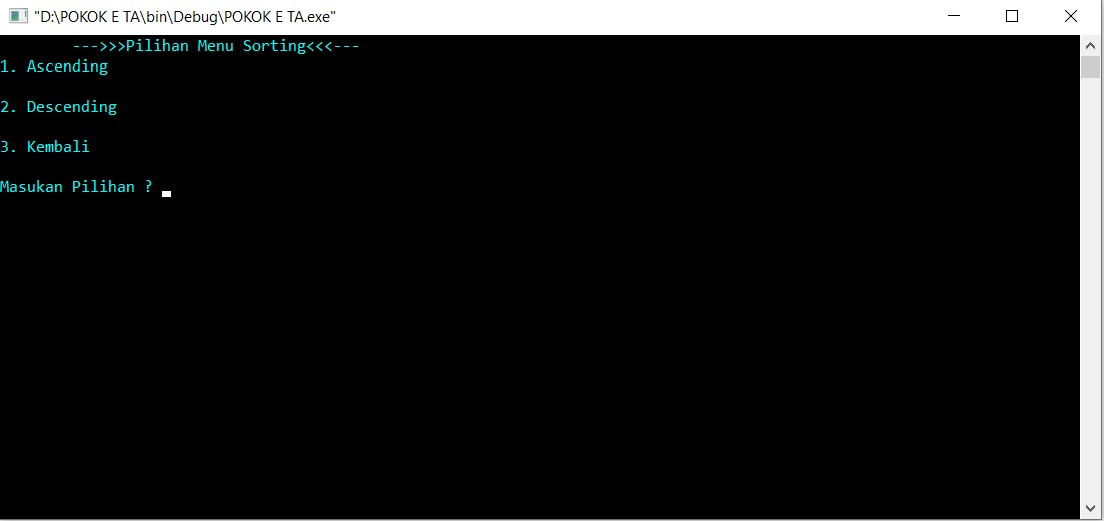 "D:\POKOK E TA\bin\Debug\POKOK E TA.exe"
--->>>Pilihan Menu Sorting<<<---
1. Ascending
2. Descending
3. Kembali
Masukan Pilihan ?